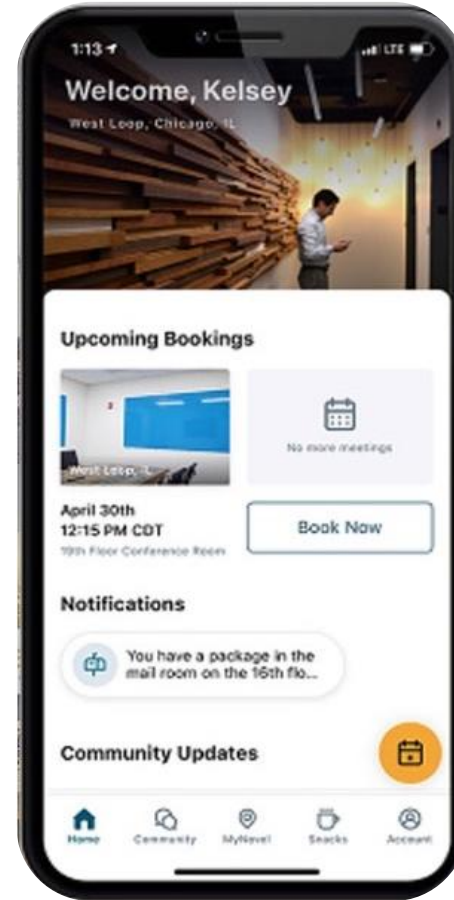 1:13
LTE
Welcome, Kelsey
West Loop, Chicago, IL
Upcoming Bookings
West Loop, IL
No more meetings
April 30th
12:15 PM CDT
19th Floor Conference Room
Book Now
Notifications
You have a package in the
mail room on the 16th flo...
Community Updates
Home
Community
MyNovel
Snacks
Account